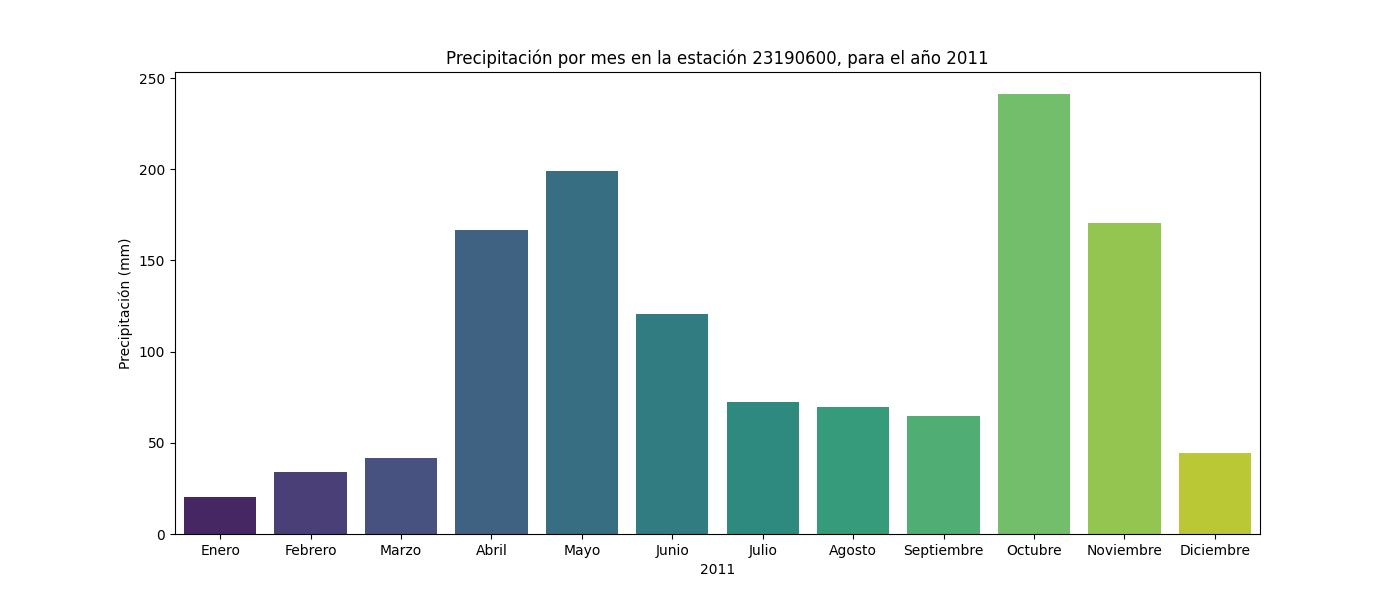 Precipitación por mes en la estación 23190600, para el año 2011
250
200
150
100
50
0
Precipitación (mm)
Enero Febrero Marzo Abril Mayo Junio Julio Agosto Septiembre Octubre Noviembre Diciembre
2011